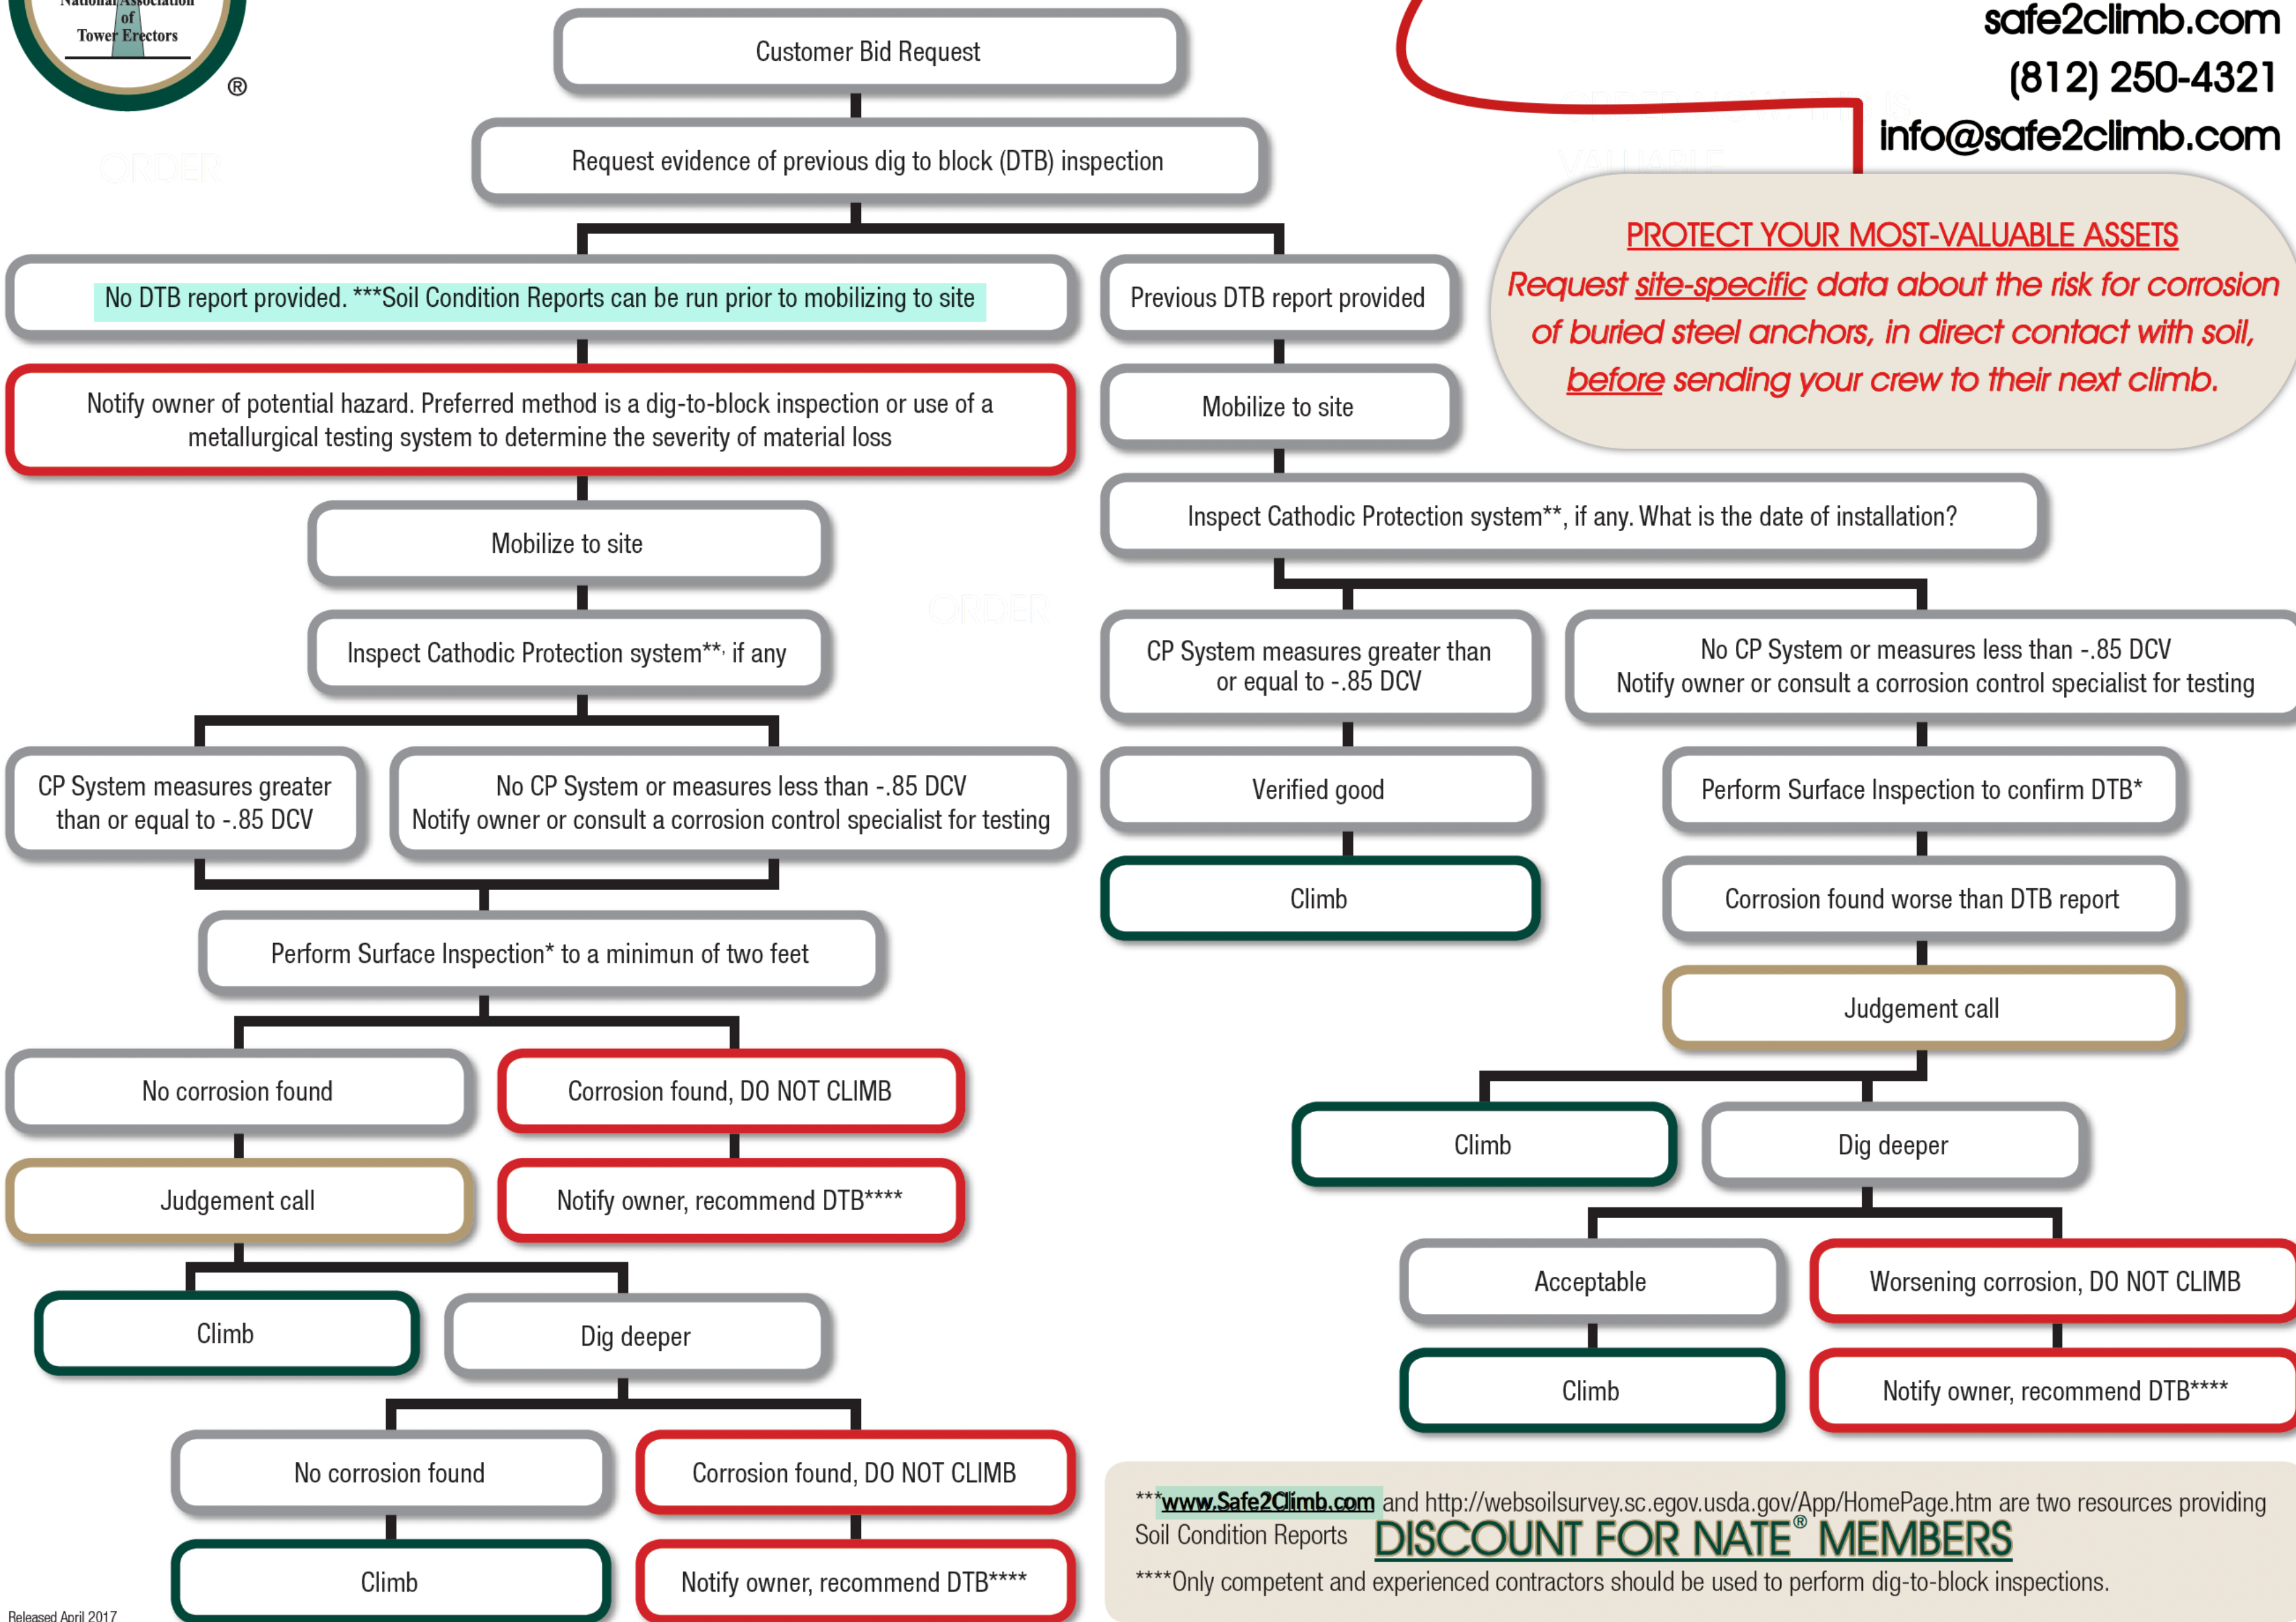 National Association
of
Tower Erectors
®
safe2climb.com
(812) 250-4321
info@safe2climb.com
ORDER
VALUABLE
Customer Bid Request
Request evidence of previous dig to block (DTB) inspection
PROTECT YOUR MOST-VALUABLE ASSETS
Request site-specific data about the risk for corrosion
of buried steel anchors, in direct contact with soil,
before sending your crew to their next climb.
No DTB report provided. ***Soil Condition Reports can be run prior to mobilizing to site
Notify owner of potential hazard. Preferred method is a dig-to-block inspection or use of a
metallurgical testing system to determine the severity of material loss
Mobilize to site
Inspect Cathodic Protection system**, if any
ORDER
CP System measures greater
than or equal to -.85 DCV
No CP System or measures less than -.85 DCV
Notify owner or consult a corrosion control specialist for testing
Perform Surface Inspection* to a minimun of two feet
No corrosion found
Corrosion found, DO NOT CLIMB
Judgement call
Notify owner, recommend DTB****
Climb
Dig deeper
No corrosion found
Corrosion found, DO NOT CLIMB
Climb
Notify owner, recommend DTB****
Previous DTB report provided
Mobilize to site
Inspect Cathodic Protection system**, if any. What is the date of installation?
CP System measures greater than
or equal to -.85 DCV
No CP System or measures less than -.85 DCV
Notify owner or consult a corrosion control specialist for testing
Verified good
Perform Surface Inspection to confirm DTB*
Climb
Corrosion found worse than DTB report
Judgement call
Climb
Dig deeper
Acceptable
Worsening corrosion, DO NOT CLIMB
Climb
Notify owner, recommend DTB****
***www.Safe2Climb.com and http://websoilsurvey.sc.egov.usda.gov/App/HomePage.htm are two resources providing
Soil Condition Reports DISCOUNT FOR NATE® MEMBERS
****Only competent and experienced contractors should be used to perform dig-to-block inspections.
Released April 2017